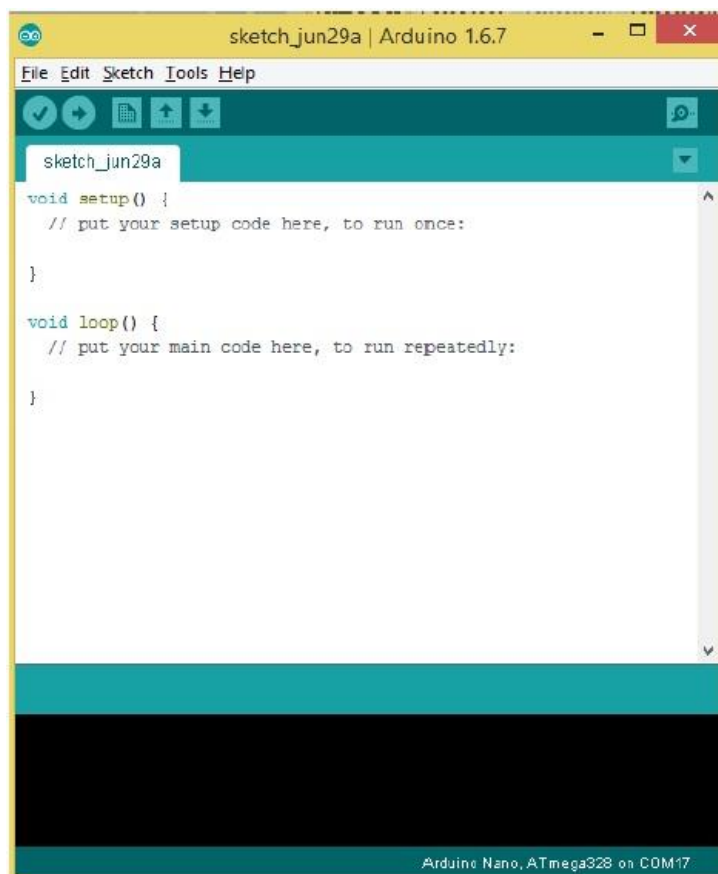 sketch_jun29a | Arduino 1.6.7
File Edit Sketch Tools Help
sketch_jun29a
void setup() {
  // put your setup code here, to run once:
}
void loop() {
  // put your main code here, to run repeatedly:
}
Arduino Nano, ATmega328 on COM17